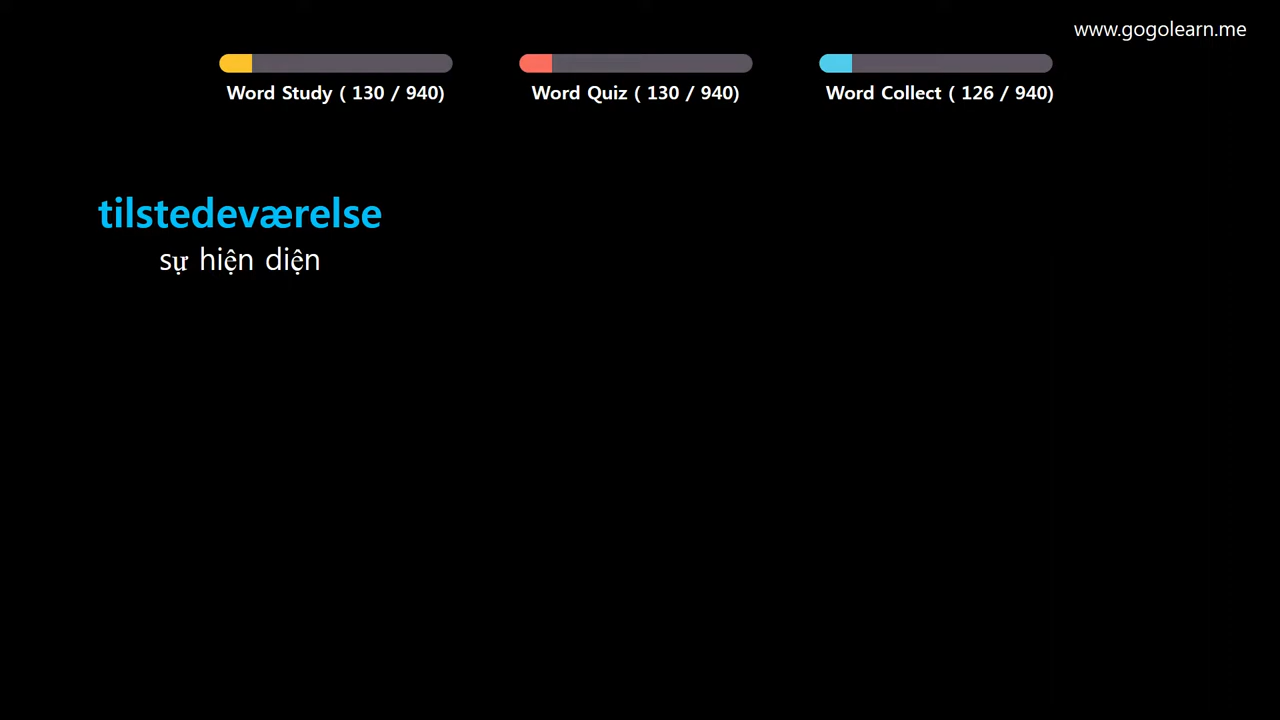 www.gogolearn.me
Word Study ( 130 / 940)
Word Quiz ( 130 / 940)
Word Collect ( 126 / 940)
tilstedeværelse
sự hiện diện